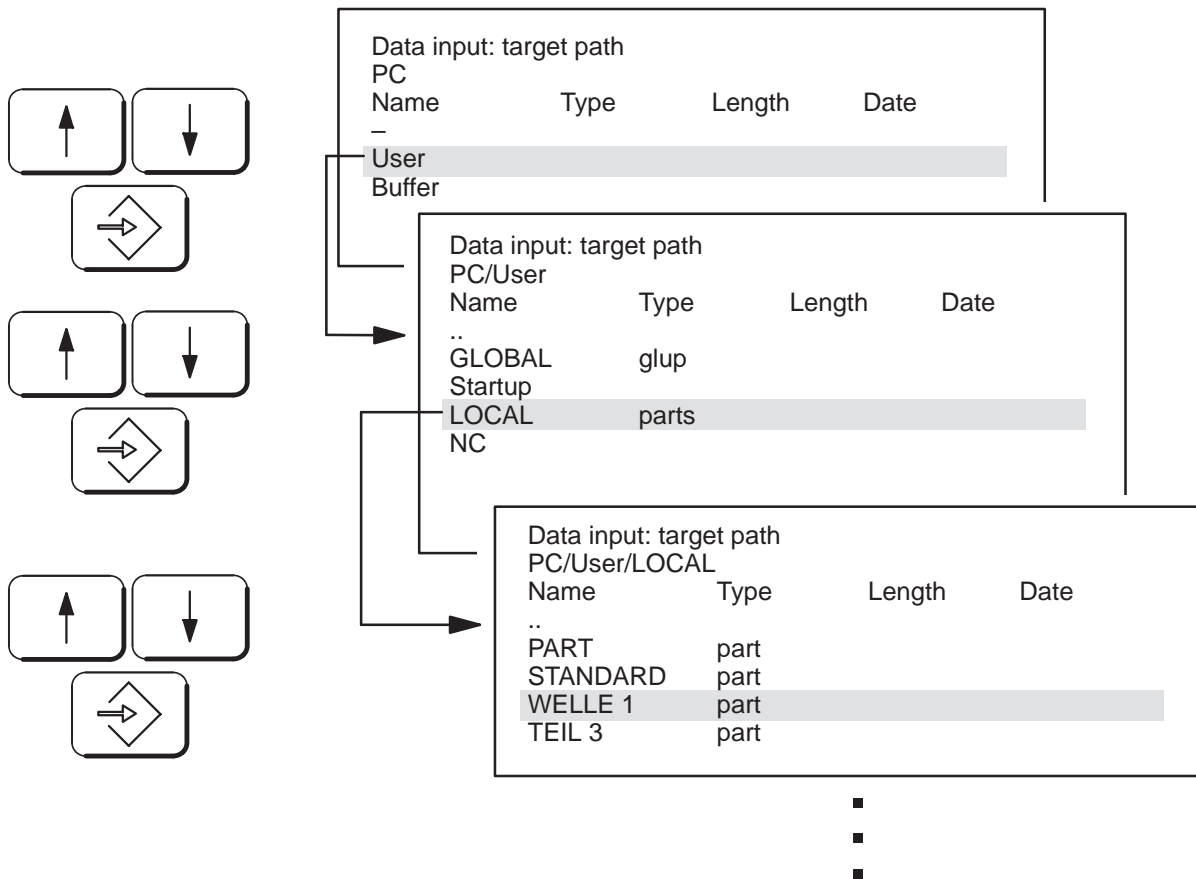 Data input: target path
PC
Name Type Length Date
–
User
Buffer
Data input: target path
PC/User
Name Type Length Date
..
GLOBAL glup
Startup
LOCAL parts
NC
Data input: target path
PC/User/LOCAL
Name Type Length Date
..
PART part
STANDARD part
WELLE 1 part
TEIL 3 part